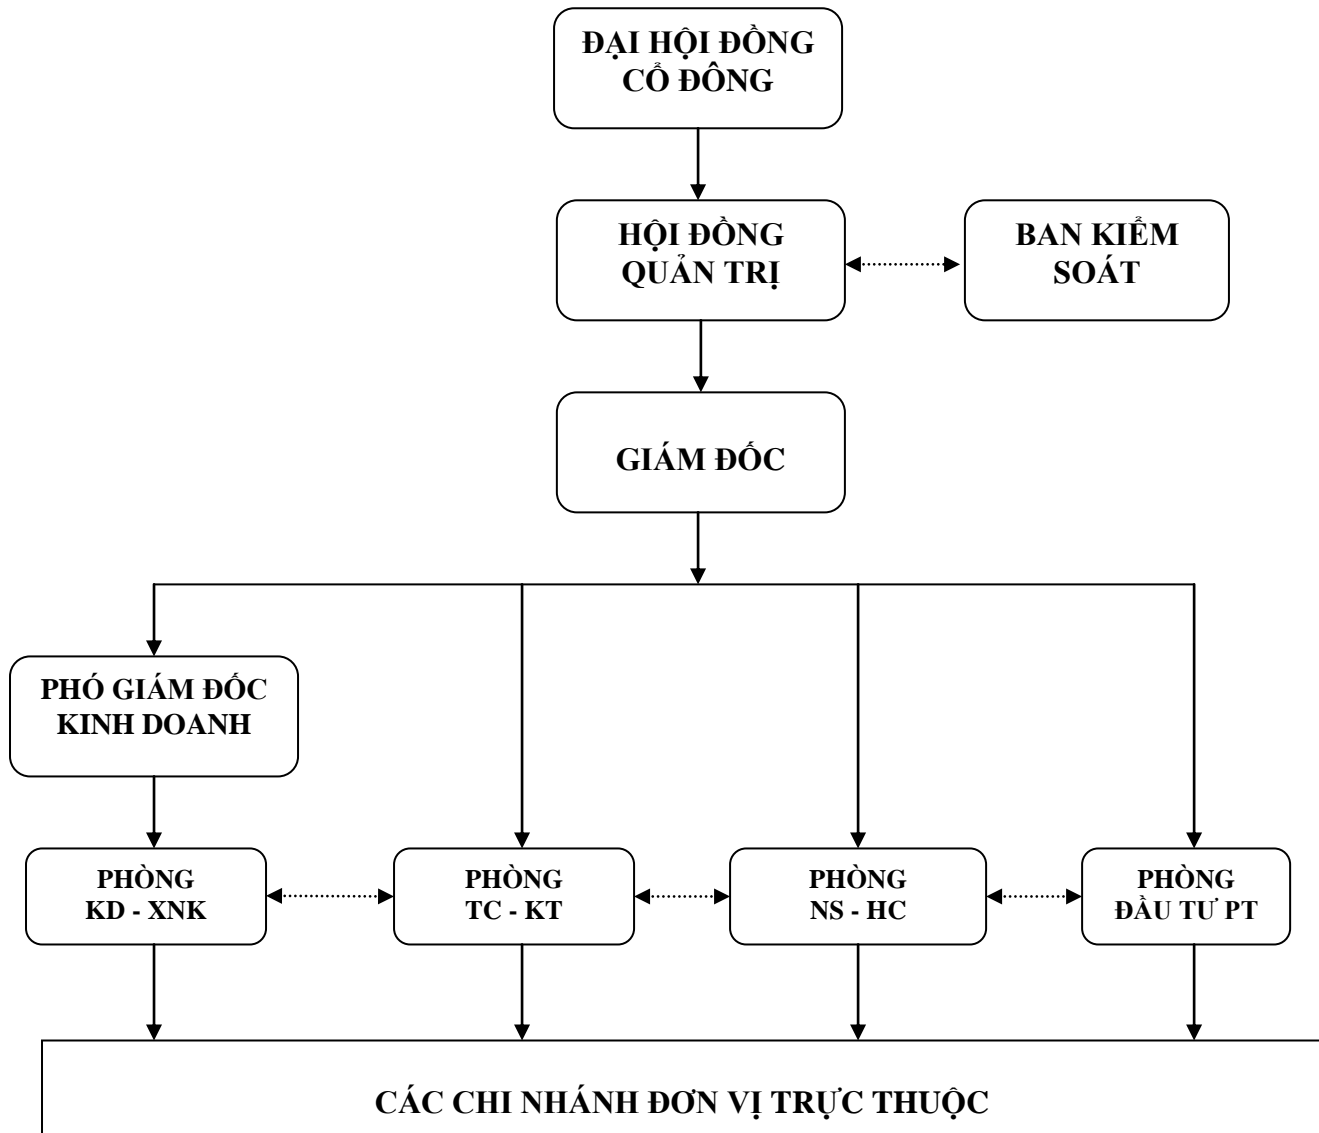 ĐẠI HỘI ĐỒNG
CỔ ĐÔNG
HỘI ĐỒNG
QUẢN TRỊ
BAN KIỂM
SOÁT
GIÁM ĐỐC
PHÓ GIÁM ĐỐC
KINH DOANH
PHÒNG
KD - XNK
PHÒNG
TC - KT
PHÒNG
NS - HC
PHÒNG
ĐẦU TƯ PT
CÁC CHI NHÁNH ĐƠN VỊ TRỰC THUỘC